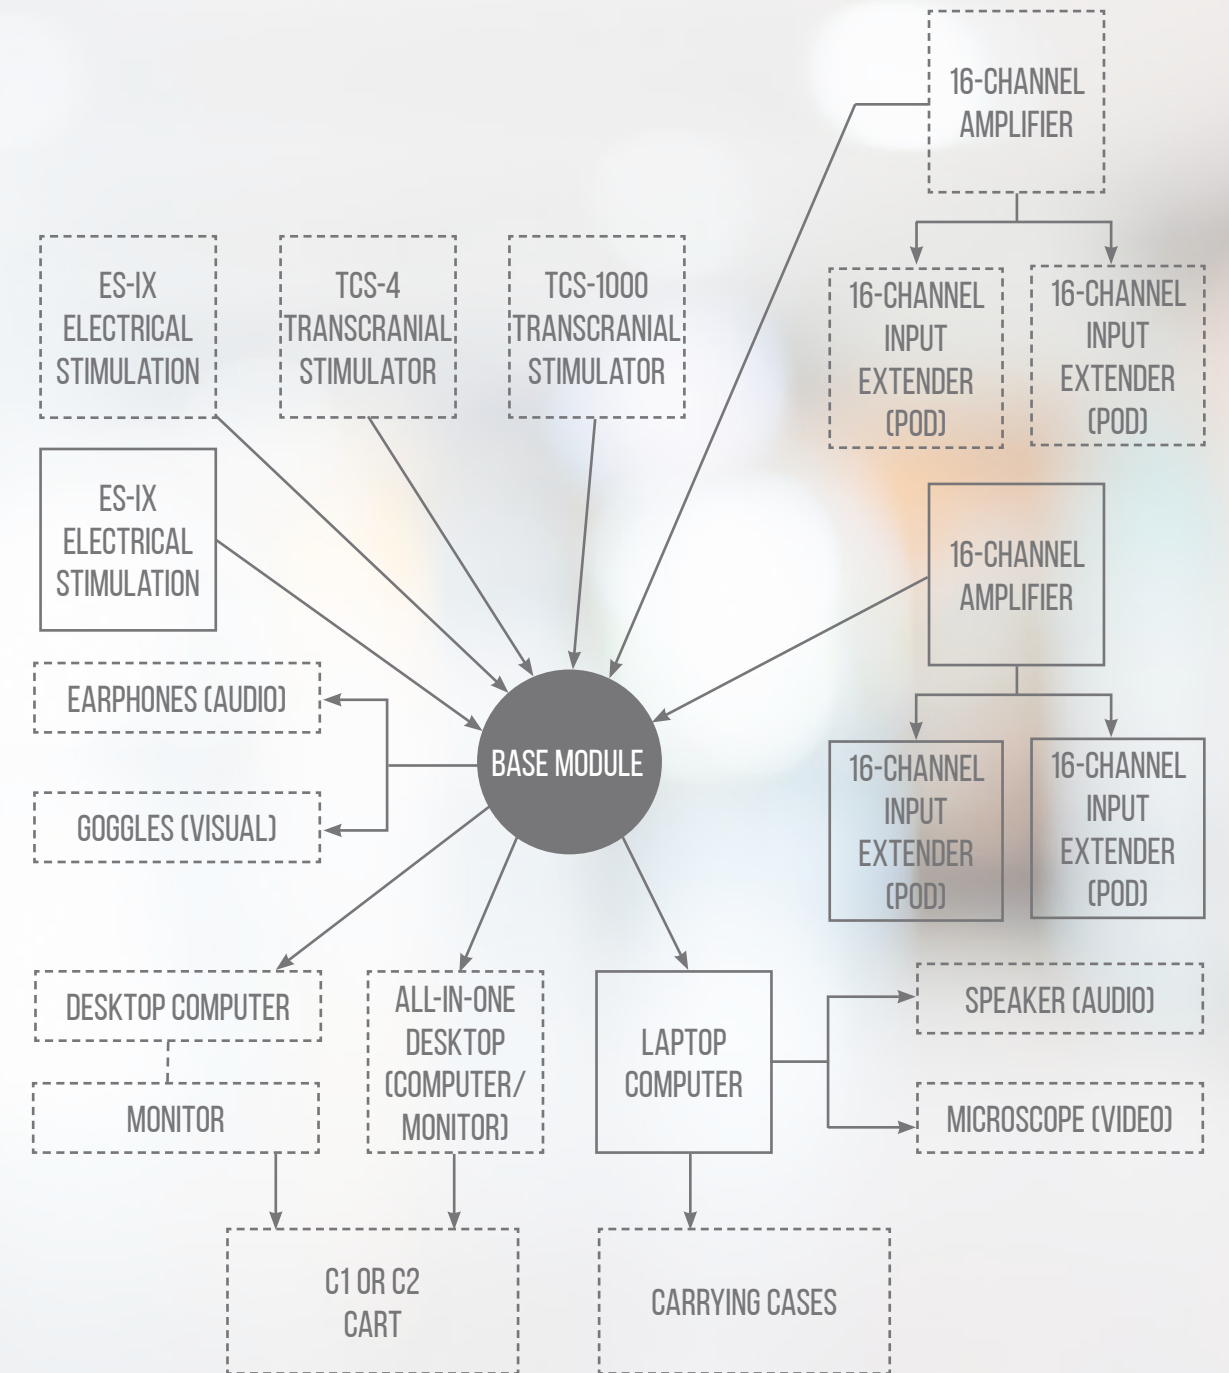 16-CHANNEL
AMPLIFIER
ES-IX
ELECTRICAL
STIMULATION
TCS-4
TRANSCRANIAL
STIMULATOR
TCS-1000
TRANSCRANIAL
STIMULATOR
16-CHANNEL
INPUT
EXTENDER
(POD)
16-CHANNEL
INPUT
EXTENDER
(POD)
ES-IX
ELECTRICAL
STIMULATION
16-CHANNEL
AMPLIFIER
EARPHONES (AUDIO)
BASE MODULE
GOGGLES (VISUAL)
16-CHANNEL
INPUT
EXTENDER
(POD)
16-CHANNEL
INPUT
EXTENDER
(POD)
DESKTOP COMPUTER
MONITOR
ALL-IN-ONE
DESKTOP
(COMPUTER/
MONITOR)
LAPTOP
COMPUTER
SPEAKER (AUDIO)
MICROSCOPE (VIDEO)
C1 OR C2
CART
CARRYING CASES